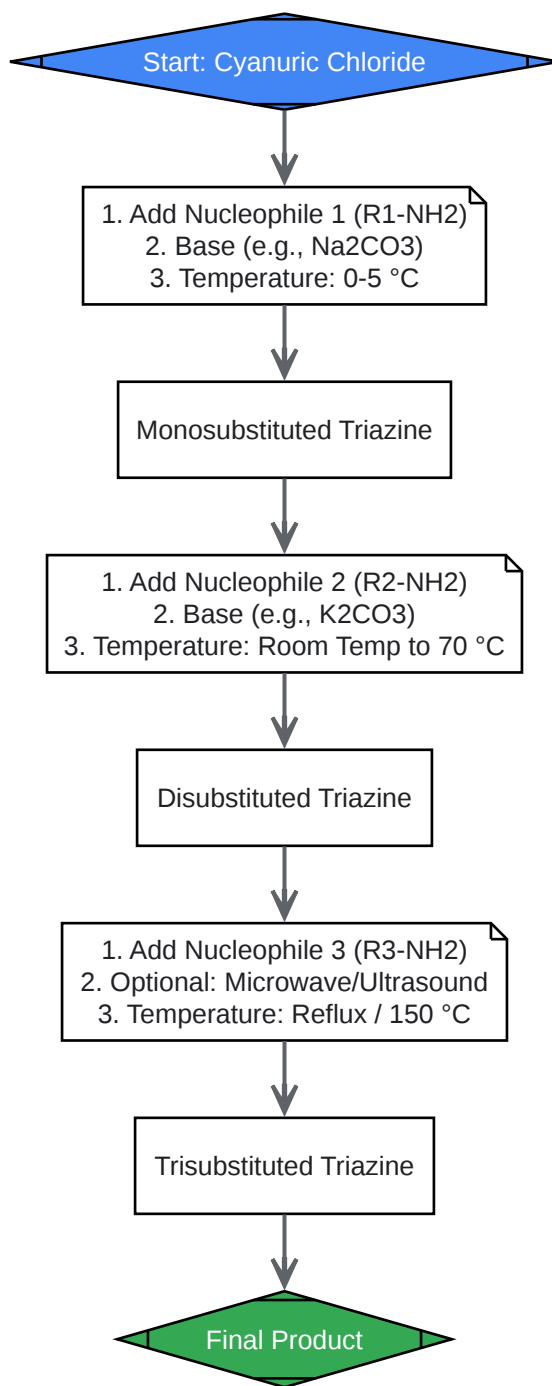 Start: Cyanuric Chloride
1. Add Nucleophile 1 (R1-NH2)
2. Base (e.g., Na2CO3)
3. Temperature: 0-5 °C
Monosubstituted Triazine
1. Add Nucleophile 2 (R2-NH2)
2. Base (e.g., K2CO3)
3. Temperature: Room Temp to 70 °C
Disubstituted Triazine
1. Add Nucleophile 3 (R3-NH2)
2. Optional: Microwave/Ultrasound
3. Temperature: Reflux / 150 °C
Trisubstituted Triazine
Final Product